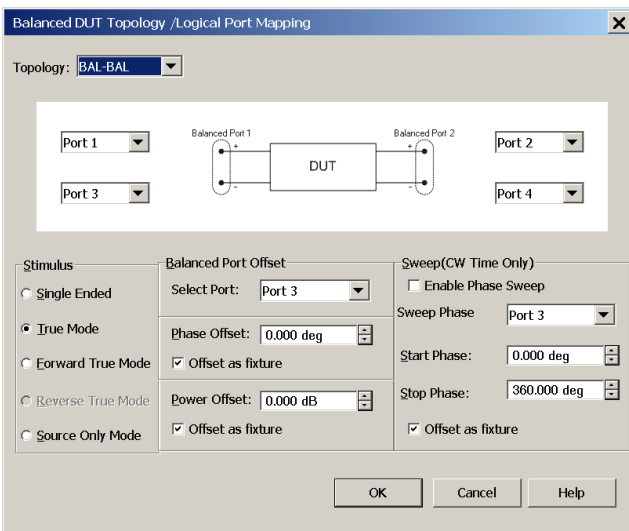 Balanced DUT Topology /Logical Port Mapping
Topology: BAL-BAL
Balanced Port 1 Balanced Port 2
Port 1 + + Port 2
DUT
Port 3 - - Port 4
Stimulus
Single Ended
True Mode
Forward True Mode
Reverse True Mode
Source Only Mode
Balanced Port Offset
Select Port: Port 3
Phase Offset: 0.000 deg
Offset as fixture
Power Offset: 0.000 dB
Offset as fixture
Sweep(CW Time Only)
Enable Phase Sweep
Sweep Phase Port 3
Start Phase: 0.000 deg
Stop Phase: 360.000 deg
Offset as fixture
OK Cancel Help